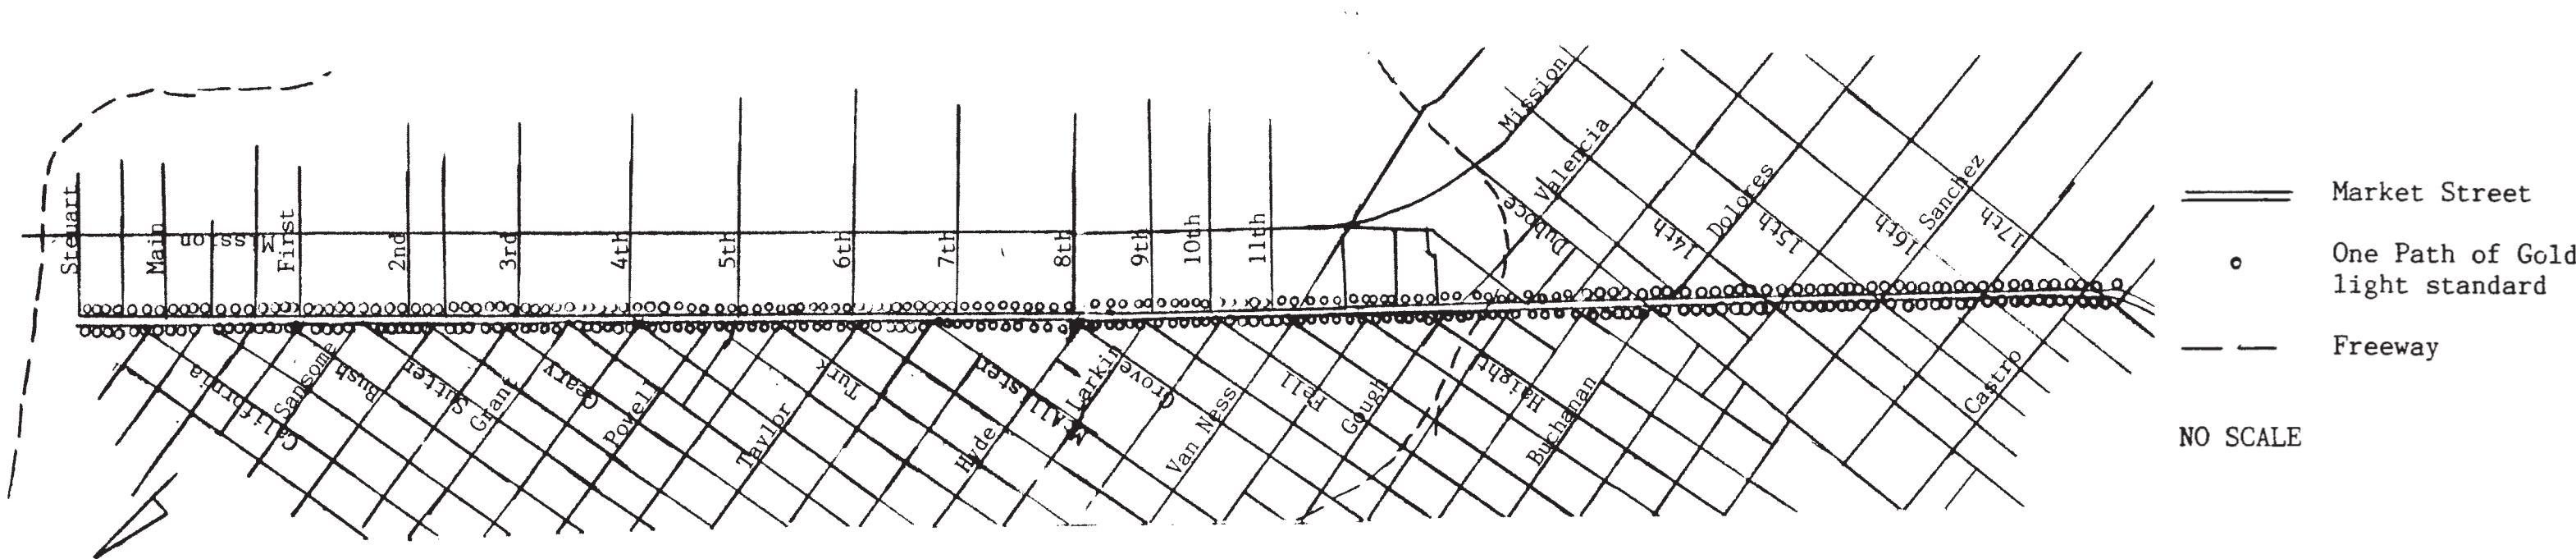 Steuart
Main
Mission
First
2nd
3rd
4th
5th
6th
7th
8th
9th
10th
11th
Mission
Valencia
Duboce
14th
Dolores
15th
16th
Sanchez
17th
California
Sansome
Bush
Sutter
Grant
Geary
Powell
Taylor
Turk
Hyde
McAllister
Larkin
Grove
Van Ness
Fell
Gough
Haight
Buchanan
Castro
Market Street
One Path of Gold
light standard
Freeway
NO SCALE